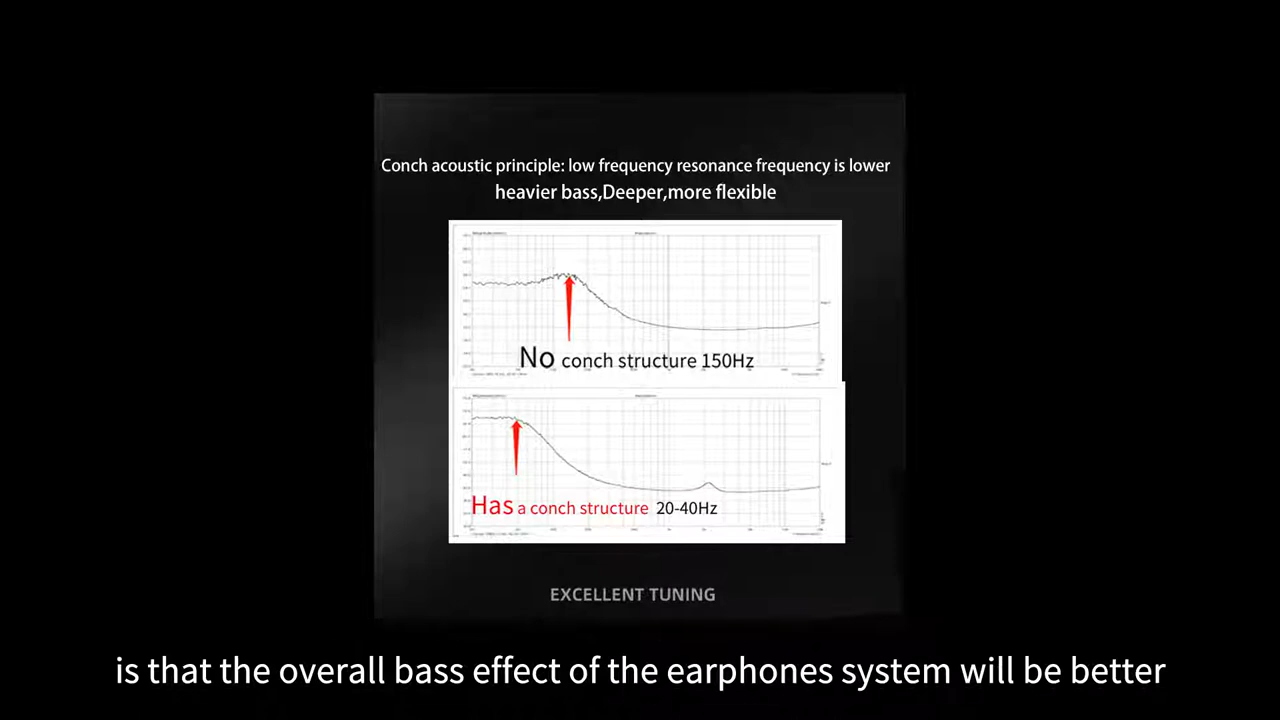 Conch acoustic principle: low frequency resonance frequency is lower
heavier bass,Deeper,more flexible
No conch structure 150Hz
Has a conch structure 20-40Hz
EXCELLENT TUNING
is that the overall bass effect of the earphones system will be better